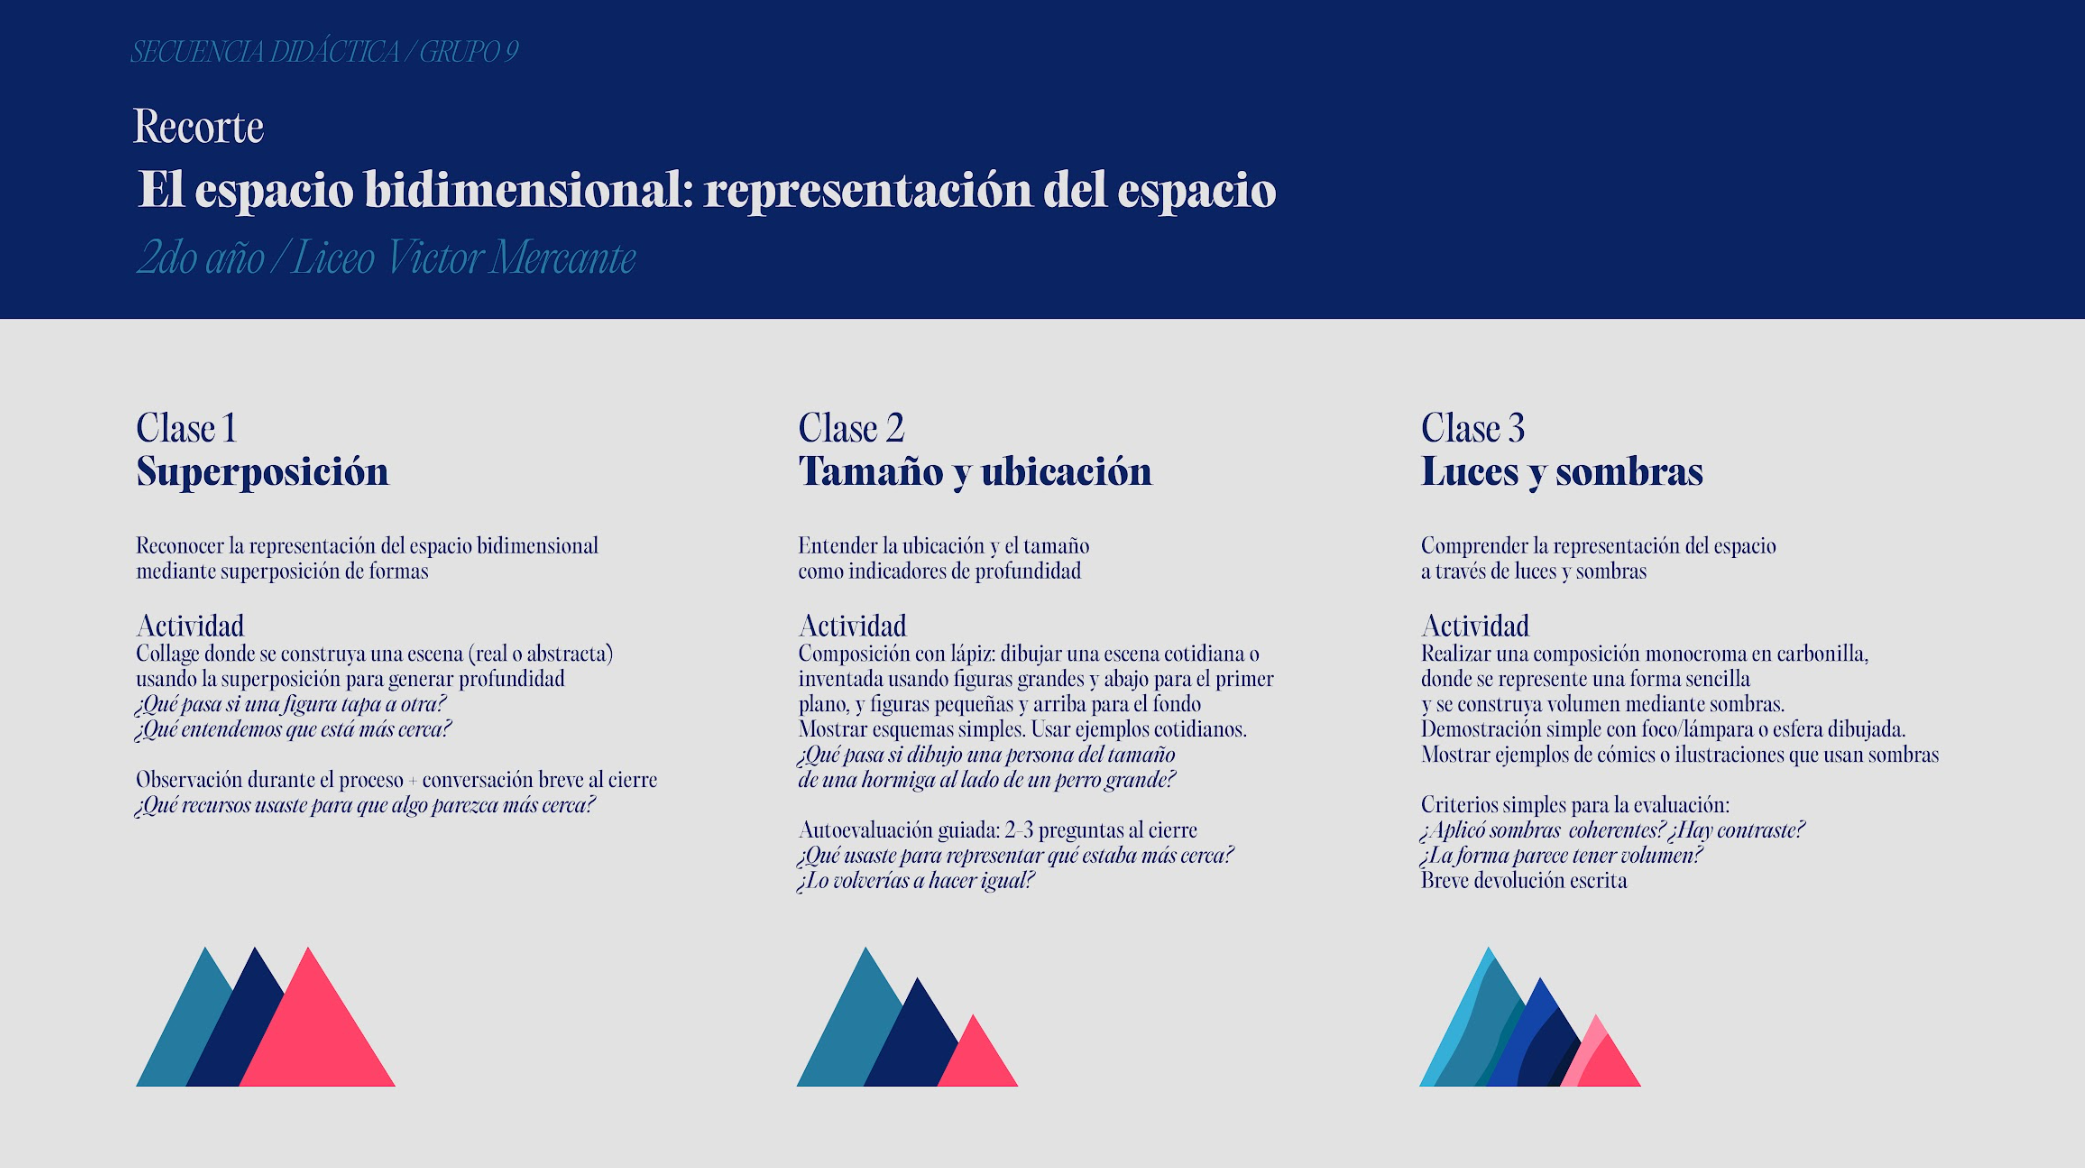 SECUENCIA DIDÁCTICA / GRUPO 9
Recorte
El espacio bidimensional: representación del espacio
2do año / Liceo Victor Mercante
Clase 1
Superposición
Reconocer la representación del espacio bidimensional
mediante superposición de formas
Actividad
Collage donde se construya una escena (real o abstracta)
usando la superposición para generar profundidad
¿Qué pasa si una figura tapa a otra?
¿Qué entendemos que está más cerca?
Observación durante el proceso + conversación breve al cierre
¿Qué recursos usaste para que algo parezca más cerca?
Clase 2
Tamaño y ubicación
Entender la ubicación y el tamaño
como indicadores de profundidad
Actividad
Composición con lápiz: dibujar una escena cotidiana o
inventada usando figuras grandes y abajo para el primer
plano, y figuras pequeñas y arriba para el fondo
Mostrar esquemas simples. Usar ejemplos cotidianos.
¿Qué pasa si dibujo una persona del tamaño
de una hormiga al lado de un perro grande?
Autoevaluación guiada: 2-3 preguntas al cierre
¿Qué usaste para representar qué estaba más cerca?
¿Lo volverías a hacer igual?
Clase 3
Luces y sombras
Comprender la representación del espacio
a través de luces y sombras
Actividad
Realizar una composición monocroma en carbonilla,
donde se represente una forma sencilla
y se construya volumen mediante sombras.
Demostración simple con foco/lámpara o esfera dibujada.
Mostrar ejemplos de cómics o ilustraciones que usan sombras
Criterios simples para la evaluación:
¿Aplicó sombras coherentes? ¿Hay contraste?
¿La forma parece tener volumen?
Breve devolución escrita